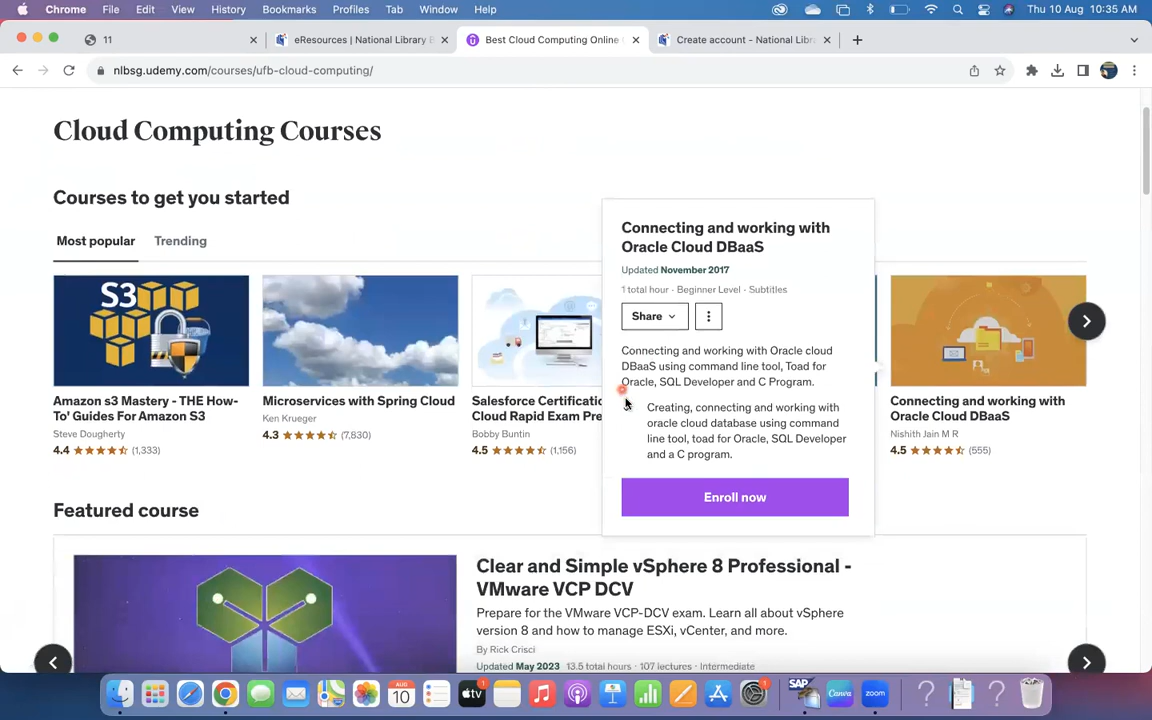 Chrome File Edit View History Bookmarks Profiles Tab Window Help Thu 10 Aug 10:35 AM
11
eResources | National Library
Best Cloud Computing Online
Create account - National Libr
nlbsg.udemy.com/courses/ufb-cloud-computing/
Cloud Computing Courses
Courses to get you started
Most popular Trending
S3
Amazon s3 Mastery - THE How-
To' Guides For Amazon S3
Steve Dougherty
4.4 (1,333)
Microservices with Spring Cloud
Ken Krueger
4.3 (7,830)
Salesforce Certificatio
Cloud Rapid Exam Pre
Bobby Buntin
4.5 (1,156)
Connecting and working with
Oracle Cloud DBaaS
Updated November 2017
1 total hour · Beginner Level · Subtitles
Share
Connecting and working with Oracle cloud
DBaaS using command line tool, Toad for
Oracle, SQL Developer and C Program.
Creating, connecting and working with
oracle cloud database using command
line tool, toad for Oracle, SQL Developer
and a C program.
Enroll now
Connecting and working with
Oracle Cloud DBaaS
Nishith Jain M R
4.5 (555)
Featured course
Clear and Simple vSphere 8 Professional -
VMware VCP DCV
Prepare for the VMware VCP-DCV exam. Learn all about vSphere
version 8 and how to manage ESXi, vCenter, and more.
By Rick Crisci
Updated May 2023 13.5 total hours · 107 lectures · Intermediate
AUG
10
tv
1
SAP
Canva
zoom